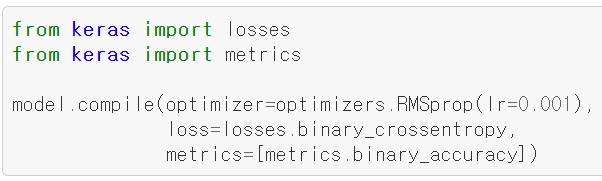 from keras import losses
from keras import metrics

model.compile(optimizer=optimizers.RMSprop(lr=0.001),
              loss=losses.binary_crossentropy,
              metrics=[metrics.binary_accuracy])